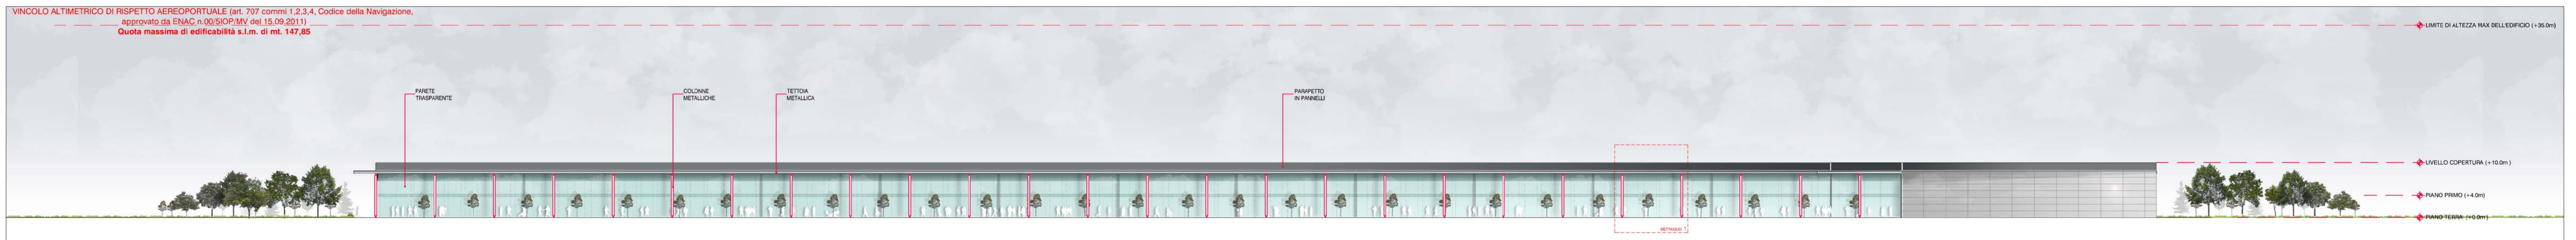 VINCOLO ALTIMETRICO DI RISPETTO AEREOPORTUALE (art. 707 commi 1,2,3,4, Codice della Navigazione,
approvato da ENAC n.00/5IOP/MV del 15.09.2011)
Quota massima di edificabilità s.l.m. di mt. 147,85
LIMITE DI ALTEZZA MAX DELL'EDIFICIO (+35.0m)
PARETE
TRASPARENTE
COLONNE
METALLICHE
TETTOIA
METALLICA
PARAPETTO
IN PANNELLI
LIVELLO COPERTURA (+10.0m )
PIANO PRIMO (+4.0m)
PIANO TERRA (+0.0m)
DETTAGLIO 1